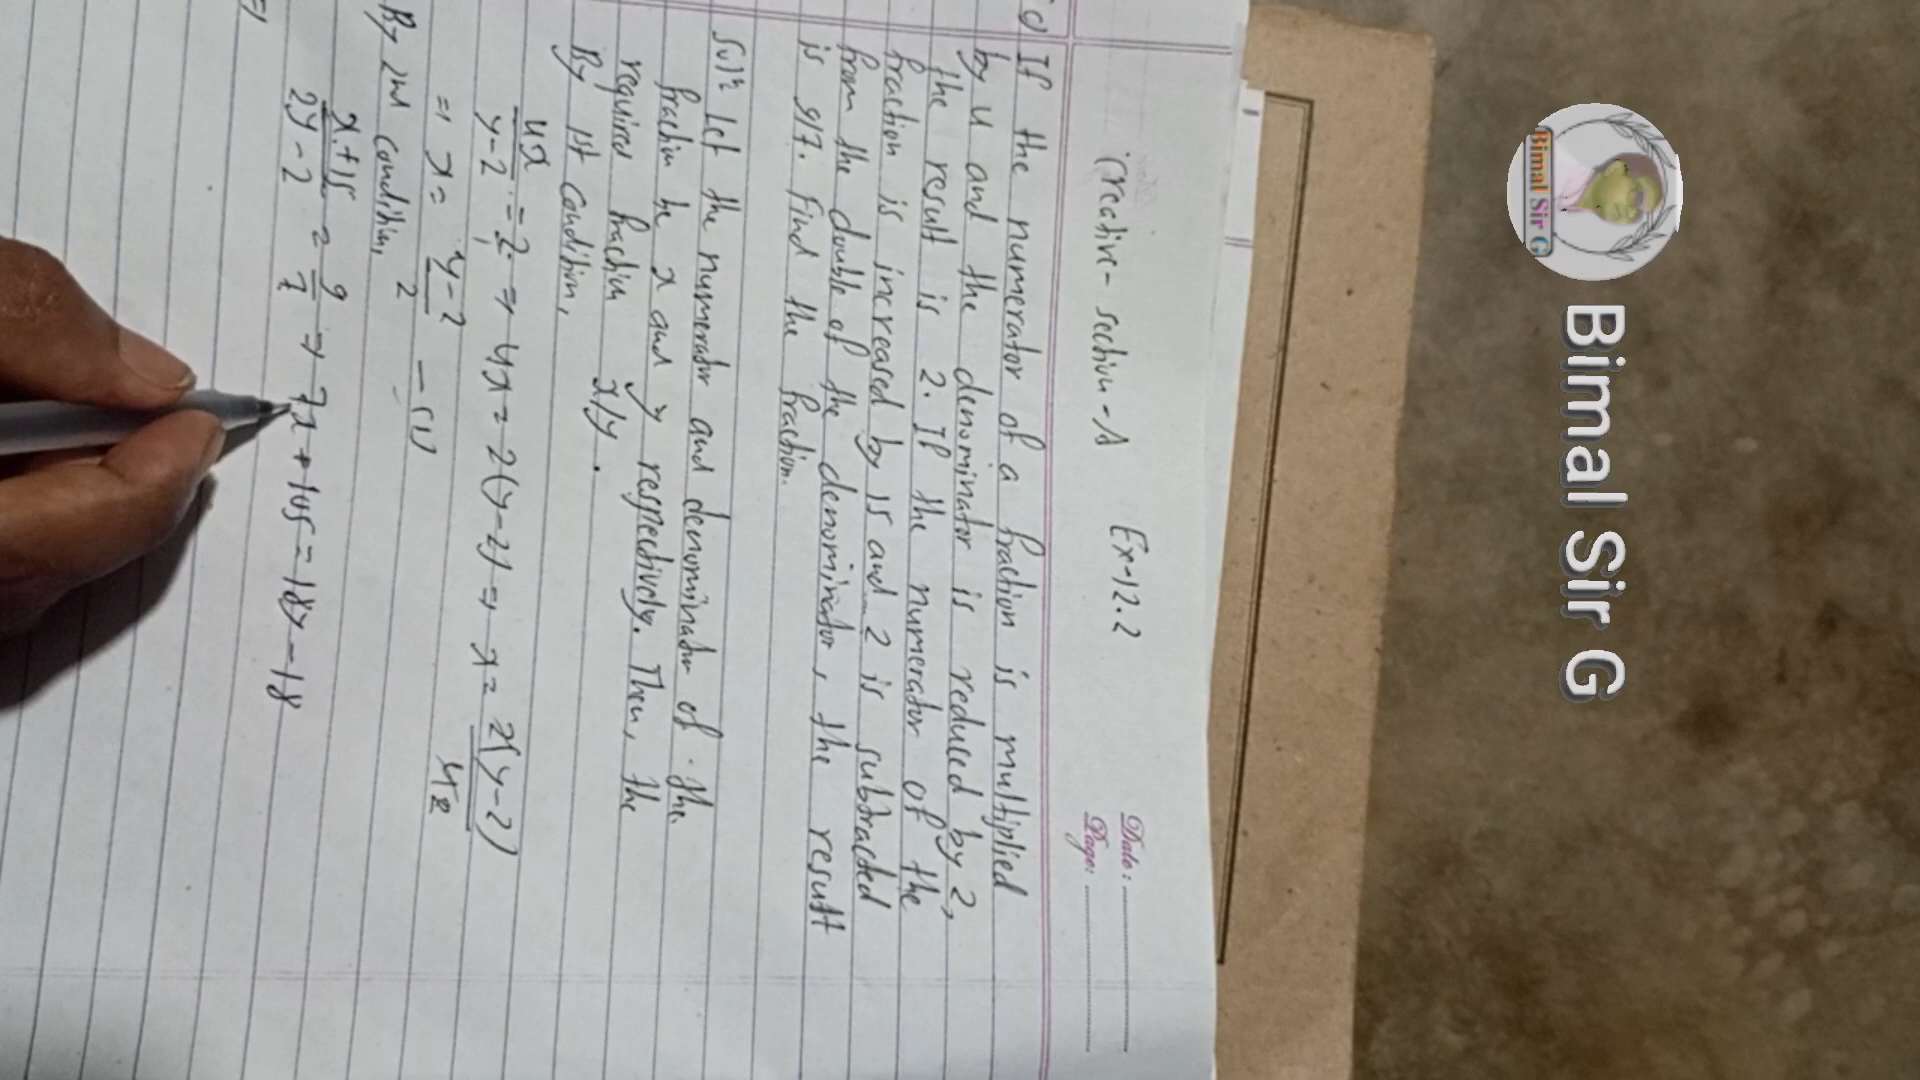 Bimal Sir G
Bimal Sir G
Date:
Page:
Creative-section-A Ex-12.2
If the numerator of a fraction is multiplied
by 4 and the denominator is reduced by 2,
the result is 2. If the numerator of the
fraction is increased by 15 and 2 is subtracted
from the double of the denominator, the result
is 9/7. Find the fraction.
Solⁿ Let the numerator and denominator of the
fraction be x and y respectively. Then, the
required fraction x/y.
By 1st condition,
4x/y-2 = 2 ⇒ 4x = 2(y-2) ⇒ x = 2(y-2)/42
⇒ x = y-2/2 - (1)
By 2nd condition,
x+15/2y-2 = 9/7 ⇒ 7x+105 = 18y-18
⇒